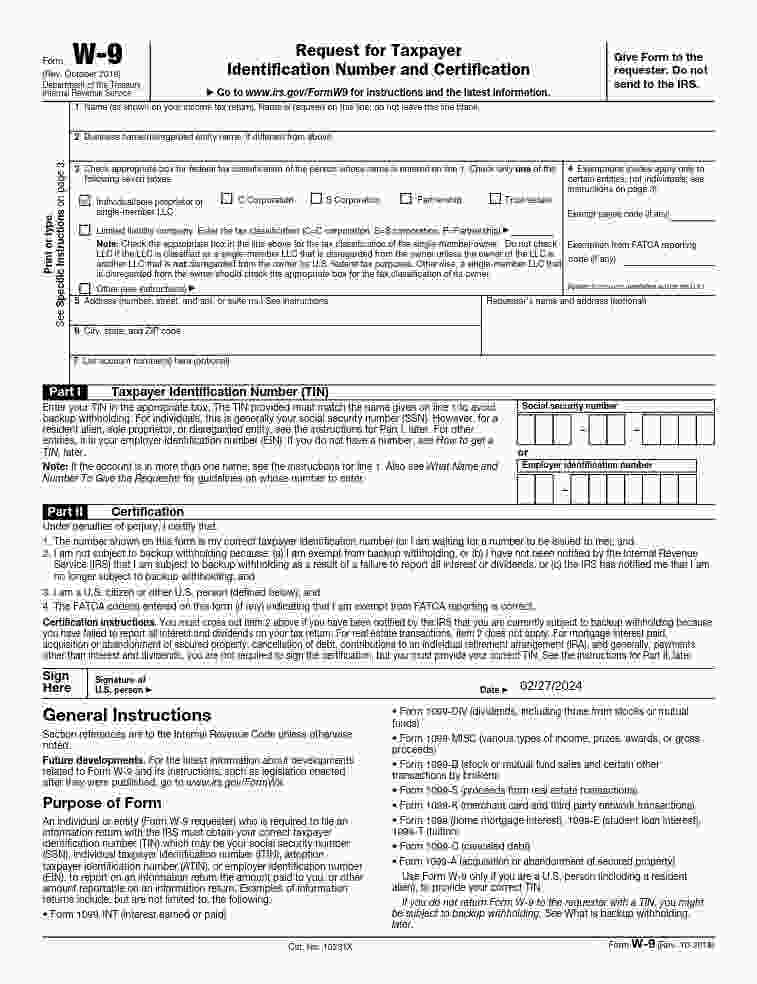 Form W-9
(Rev. October 2018)
Department of the Treasury
Internal Revenue Service
Request for Taxpayer
Identification Number and Certification
▶ Go to www.irs.gov/FormW9 for instructions and the latest information.
Give Form to the
requester. Do not
send to the IRS.
Print or type.
See Specific Instructions on page 3.
1 Name (as shown on your income tax return). Name is required on this line; do not leave this line blank.
2 Business name/disregarded entity name, if different from above
3 Check appropriate box for federal tax classification of the person whose name is entered on line 1. Check only one of the
following seven boxes.
Individual/sole proprietor or
single-member LLC
C Corporation
S Corporation
Partnership
Trust/estate
Limited liability company. Enter the tax classification (C=C corporation, S=S corporation, P=Partnership) ▶
Note: Check the appropriate box in the line above for the tax classification of the single-member owner. Do not check
LLC if the LLC is classified as a single-member LLC that is disregarded from the owner unless the owner of the LLC is
another LLC that is not disregarded from the owner for U.S. federal tax purposes. Otherwise, a single-member LLC that
is disregarded from the owner should check the appropriate box for the tax classification of its owner.
Other (see instructions) ▶
4 Exemptions (codes apply only to
certain entities, not individuals; see
instructions on page 3):
Exempt payee code (if any)
Exemption from FATCA reporting
code (if any)
5 Address (number, street, and apt. or suite no.) See instructions.
Requester's name and address (optional)
6 City, state, and ZIP code
7 List account number(s) here (optional)
Part I Taxpayer Identification Number (TIN)
Enter your TIN in the appropriate box. The TIN provided must match the name given on line 1 to avoid
backup withholding. For individuals, this is generally your social security number (SSN). However, for a
resident alien, sole proprietor, or disregarded entity, see the instructions for Part I, later. For other
entities, it is your employer identification number (EIN). If you do not have a number, see How to get a
TIN, later.
Note: If the account is in more than one name, see the instructions for line 1. Also see What Name and
Number To Give the Requester for guidelines on whose number to enter.
Social security number
– –
or
Employer identification number
–
Part II Certification
Under penalties of perjury, I certify that:
1. The number shown on this form is my correct taxpayer identification number (or I am waiting for a number to be issued to me); and
2. I am not subject to backup withholding because: (a) I am exempt from backup withholding, or (b) I have not been notified by the Internal Revenue
Service (IRS) that I am subject to backup withholding as a result of a failure to report all interest or dividends, or (c) the IRS has notified me that I am
no longer subject to backup withholding; and
3. I am a U.S. citizen or other U.S. person (defined below); and
4. The FATCA code(s) entered on this form (if any) indicating that I am exempt from FATCA reporting is correct.
Certification instructions. You must cross out item 2 above if you have been notified by the IRS that you are currently subject to backup withholding because
you have failed to report all interest and dividends on your tax return. For real estate transactions, item 2 does not apply. For mortgage interest paid,
acquisition or abandonment of secured property, cancellation of debt, contributions to an individual retirement arrangement (IRA), and generally, payments
other than interest and dividends, you are not required to sign the certification, but you must provide your correct TIN. See the instructions for Part II, later.
Sign
Here
Signature of
U.S. person ▶
Date ▶ 02/27/2024
General Instructions
Section references are to the Internal Revenue Code unless otherwise
noted.
Future developments. For the latest information about developments
related to Form W-9 and its instructions, such as legislation enacted
after they were published, go to www.irs.gov/FormW9.
Purpose of Form
An individual or entity (Form W-9 requester) who is required to file an
information return with the IRS must obtain your correct taxpayer
identification number (TIN) which may be your social security number
(SSN), individual taxpayer identification number (ITIN), adoption
taxpayer identification number (ATIN), or employer identification number
(EIN), to report on an information return the amount paid to you, or other
amount reportable on an information return. Examples of information
returns include, but are not limited to, the following.
• Form 1099-INT (interest earned or paid)
• Form 1099-DIV (dividends, including those from stocks or mutual
funds)
• Form 1099-MISC (various types of income, prizes, awards, or gross
proceeds)
• Form 1099-B (stock or mutual fund sales and certain other
transactions by brokers)
• Form 1099-S (proceeds from real estate transactions)
• Form 1099-K (merchant card and third party network transactions)
• Form 1098 (home mortgage interest), 1098-E (student loan interest),
1098-T (tuition)
• Form 1099-C (canceled debt)
• Form 1099-A (acquisition or abandonment of secured property)
Use Form W-9 only if you are a U.S. person (including a resident
alien), to provide your correct TIN.
If you do not return Form W-9 to the requester with a TIN, you might
be subject to backup withholding. See What is backup withholding,
later.
Cat. No. 10231X
Form W-9 (Rev. 10-2018)